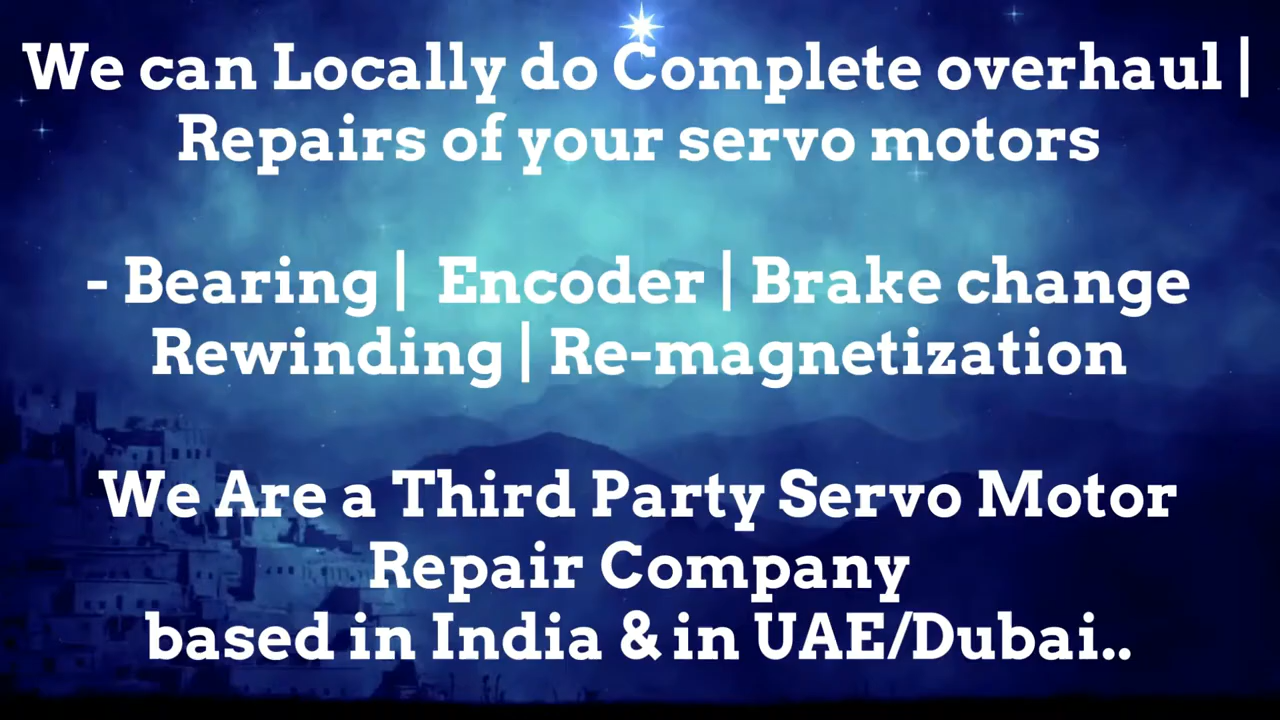 We can Locally do Complete overhaul |
Repairs of your servo motors
- Bearing | Encoder | Brake change
Rewinding | Re-magnetization
We Are a Third Party Servo Motor
Repair Company
based in India & in UAE/Dubai..